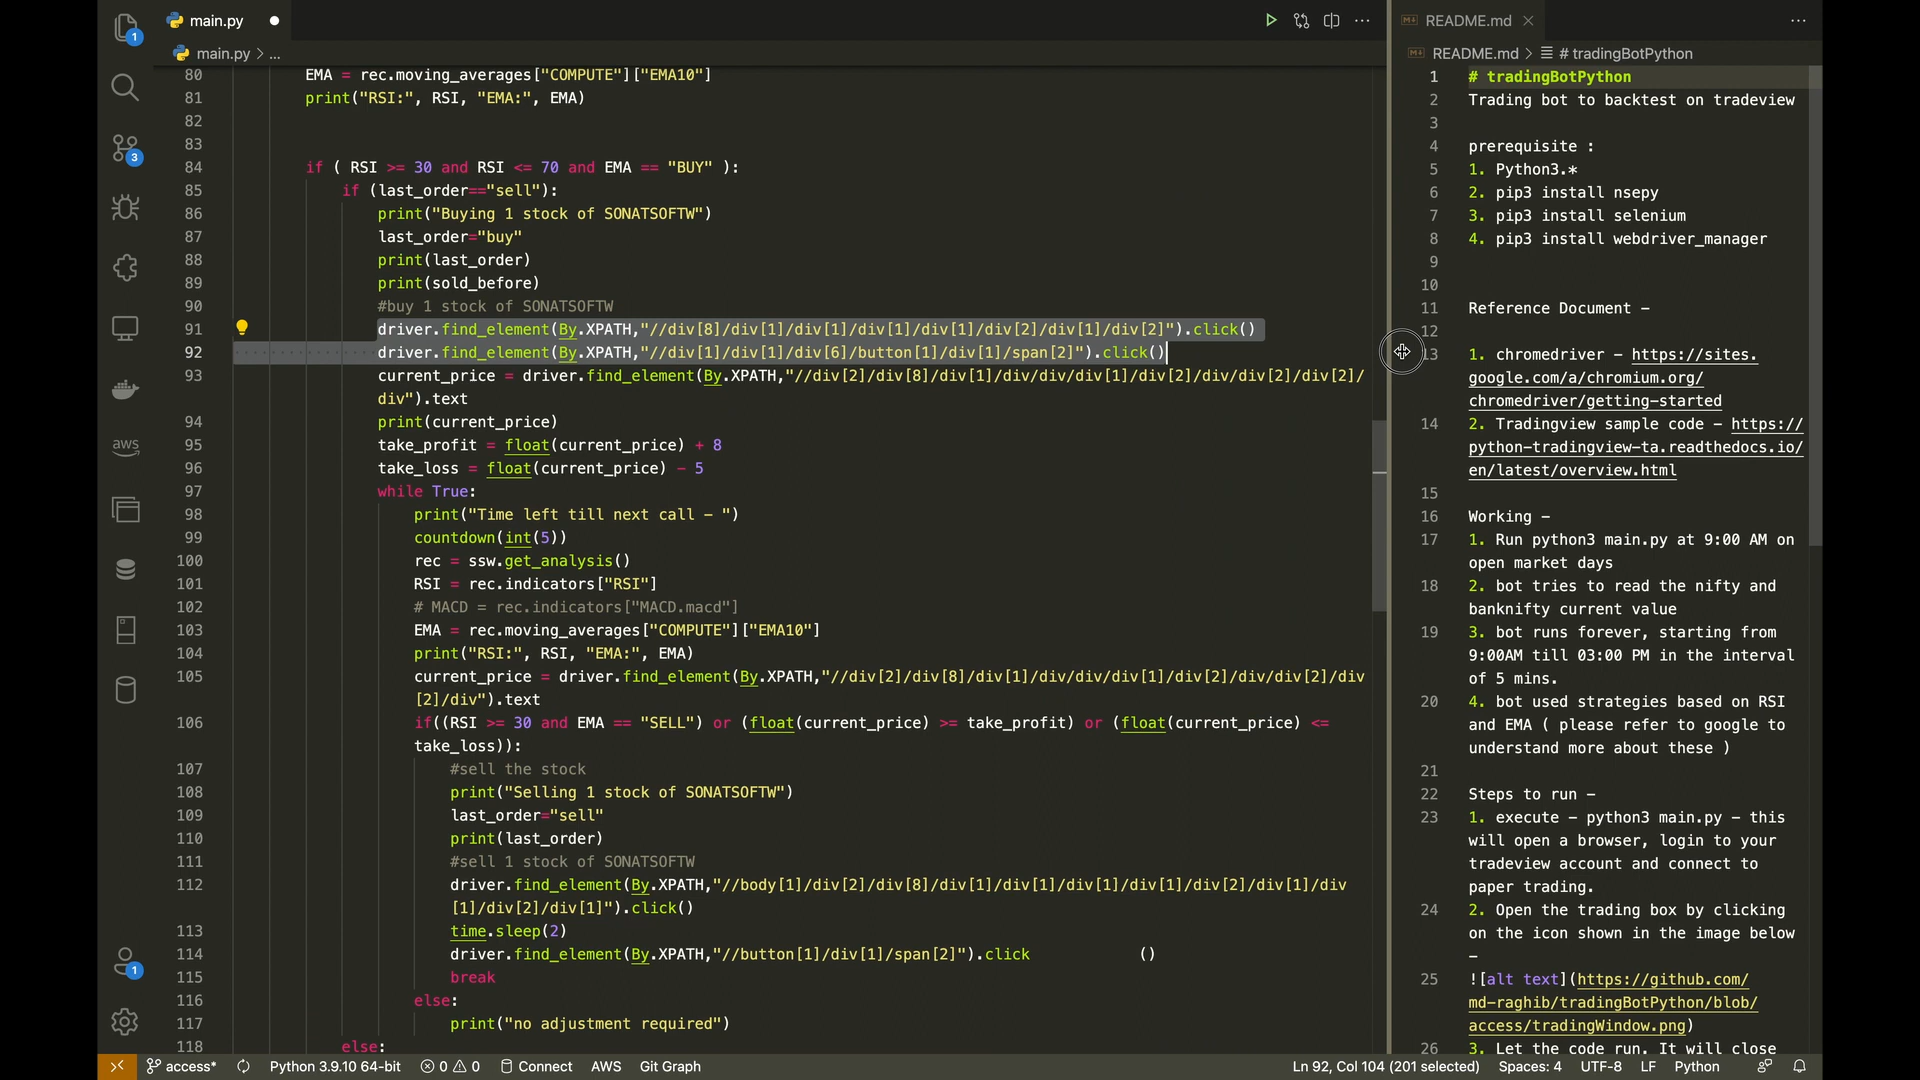 main.py
README.md
main.py > ...
README.md > # tradingBotPython
80 EMA = rec.moving_averages["COMPUTE"]["EMA10"]
81 print("RSI:", RSI, "EMA:", EMA)
82
83
84 if ( RSI >= 30 and RSI <= 70 and EMA == "BUY" ):
85 if (last_order=="sell"):
86 print("Buying 1 stock of SONATSOFTW")
87 last_order="buy"
88 print(last_order)
89 print(sold_before)
90 #buy 1 stock of SONATSOFTW
91 driver.find_element(By.XPATH,"//div[8]/div[1]/div[1]/div[1]/div[1]/div[2]/div[1]/div[2]").click()
92 driver.find_element(By.XPATH,"//div[1]/div[1]/div[6]/button[1]/div[1]/span[2]").click()
93 current_price = driver.find_element(By.XPATH,"//div[2]/div[8]/div[1]/div/div/div[1]/div[2]/div/div[2]/div[2]/
div").text
94 print(current_price)
95 take_profit = float(current_price) + 8
96 take_loss = float(current_price) - 5
97 while True:
98 print("Time left till next call - ")
99 countdown(int(5))
100 rec = ssw.get_analysis()
101 RSI = rec.indicators["RSI"]
102 # MACD = rec.indicators["MACD.macd"]
103 EMA = rec.moving_averages["COMPUTE"]["EMA10"]
104 print("RSI:", RSI, "EMA:", EMA)
105 current_price = driver.find_element(By.XPATH,"//div[2]/div[8]/div[1]/div/div/div[1]/div[2]/div/div[2]/div
[2]/div").text
106 if((RSI >= 30 and EMA == "SELL") or (float(current_price) >= take_profit) or (float(current_price) <=
take_loss)):
107 #sell the stock
108 print("Selling 1 stock of SONATSOFTW")
109 last_order="sell"
110 print(last_order)
111 #sell 1 stock of SONATSOFTW
112 driver.find_element(By.XPATH,"//body[1]/div[2]/div[8]/div[1]/div[1]/div[1]/div[1]/div[2]/div[1]/div
[1]/div[2]/div[1]").click()
113 time.sleep(2)
114 driver.find_element(By.XPATH,"//button[1]/div[1]/span[2]").click ()
115 break
116 else:
117 print("no adjustment required")
118 else:
1 # tradingBotPython
2 Trading bot to backtest on tradeview
3
4 prerequisite :
5 1. Python3.*
6 2. pip3 install nsepy
7 3. pip3 install selenium
8 4. pip3 install webdriver_manager
9
10
11 Reference Document -
12
13 1. chromedriver - https://sites.
google.com/a/chromium.org/
chromedriver/getting-started
14 2. Tradingview sample code - https://
python-tradingview-ta.readthedocs.io/
en/latest/overview.html
15
16 Working -
17 1. Run python3 main.py at 9:00 AM on
open market days
18 2. bot tries to read the nifty and
banknifty current value
19 3. bot runs forever, starting from
9:00AM till 03:00 PM in the interval
of 5 mins.
20 4. bot used strategies based on RSI
and EMA ( please refer to google to
understand more about these )
21
22 Steps to run -
23 1. execute - python3 main.py - this
will open a browser, login to your
tradeview account and connect to
paper trading.
24 2. Open the trading box by clicking
on the icon shown in the image below
-
25 ![alt text](https://github.com/
md-raghib/tradingBotPython/blob/
access/tradingWindow.png)
26 3. Let the code run. It will close
1
3
aws
1
access* Python 3.9.10 64-bit 0 0 Connect AWS Git Graph Ln 92, Col 104 (201 selected) Spaces: 4 UTF-8 LF Python